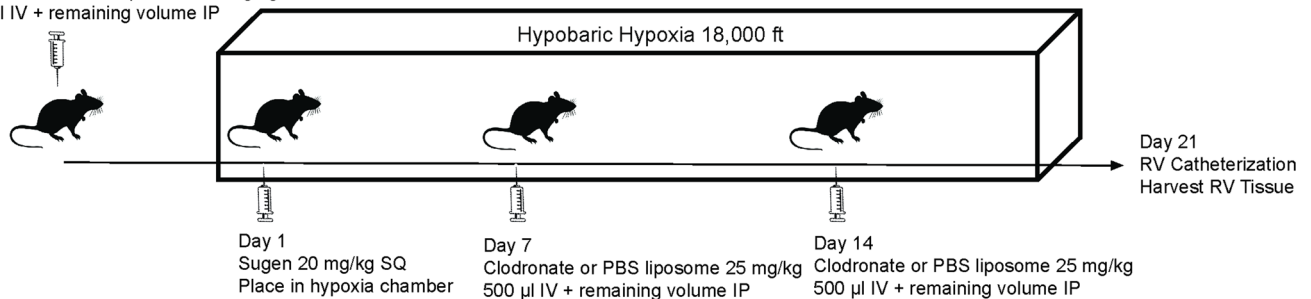 l IV + remaining volume IP
Hypobaric Hypoxia 18,000 ft
Day 21
RV Catheterization
Harvest RV Tissue
Day 1
Sugen 20 mg/kg SQ
Place in hypoxia chamber
Day 7
Clodronate or PBS liposome 25 mg/kg
500 µl IV + remaining volume IP
Day 14
Clodronate or PBS liposome 25 mg/kg
500 µl IV + remaining volume IP